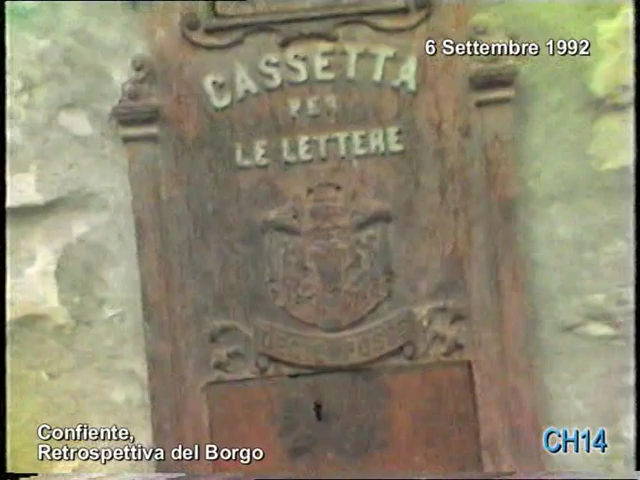 6 Settembre 1992
CASSETTA
PER
LE LETTERE
Confiente,
Retrospettiva del Borgo
CH14